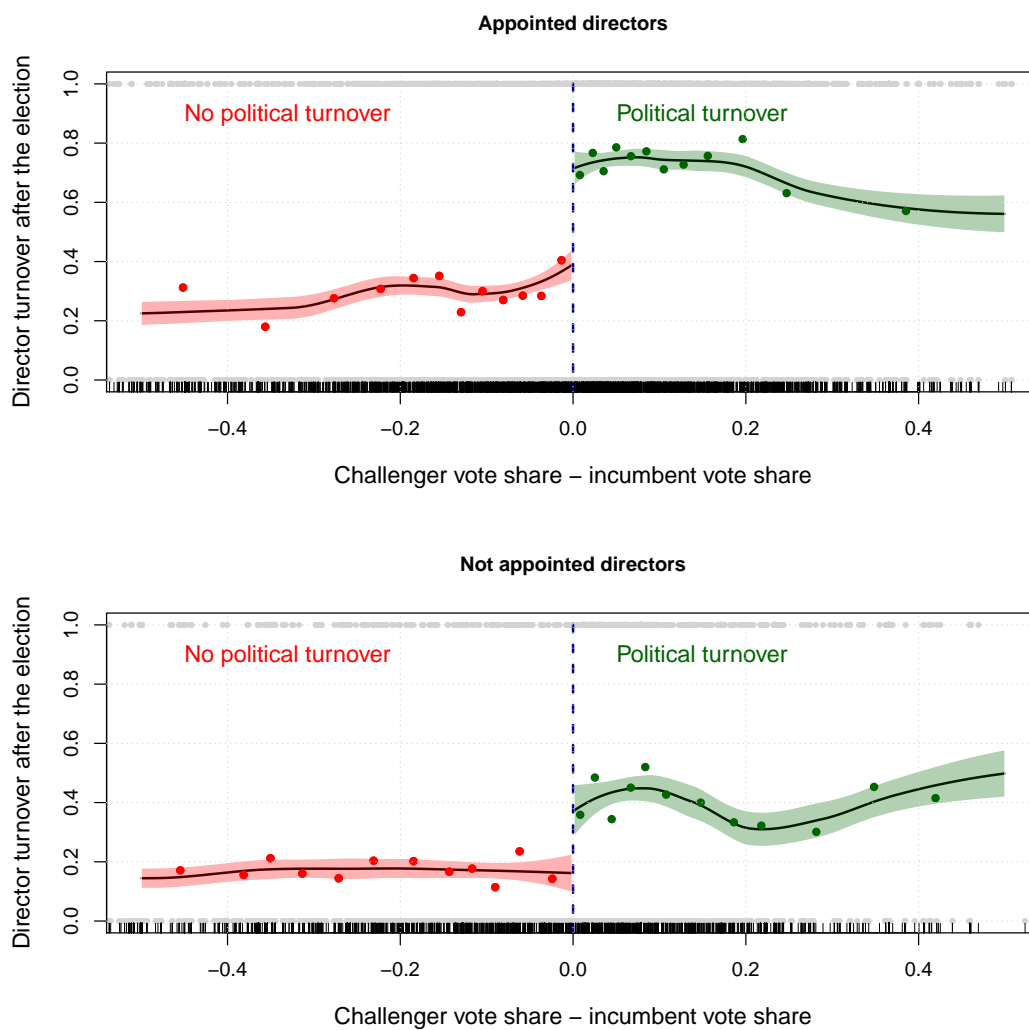 Appointed directors
Director turnover after the election
1.0
0.8
0.6
0.4
0.2
0.0
No political turnover
Political turnover
−0.4
−0.2
0.0
0.2
0.4
Challenger vote share − incumbent vote share
Not appointed directors
Director turnover after the election
1.0
0.8
0.6
0.4
0.2
0.0
No political turnover
Political turnover
−0.4
−0.2
0.0
0.2
0.4
Challenger vote share − incumbent vote share